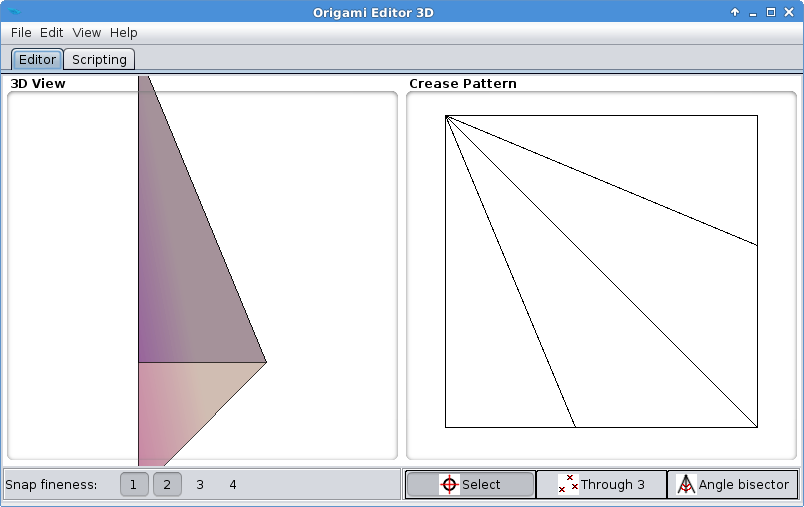 Origami Editor 3D
File Edit View Help
Editor Scripting
3D View
Crease Pattern
Snap fineness: 1 2 3 4
Select Through 3 Angle bisector